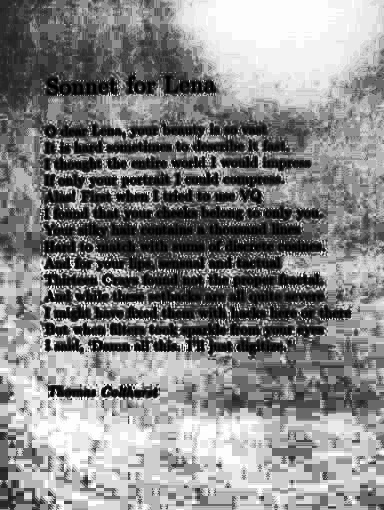 Sonnet for Lena
O dear Lena, your beauty is so vast
It is hard sometimes to describe it fast.
I thought the entire world I would impress
If only your portrait I could compress.
Alas! First when I tried to use VQ
I found that your cheeks belong to only you.
Your silky hair contains a thousand lines
Hard to match with sums of discrete cosines.
And for your lips, sensual and tactual
Thirteen Crays found not the proper fractal.
And while these setbacks are all quite severe
I might have fixed them with hacks here or there
But when filters took sparkle from your eyes
I said, 'Damn all this. I'll just digitize.'
Thomas Colthurst